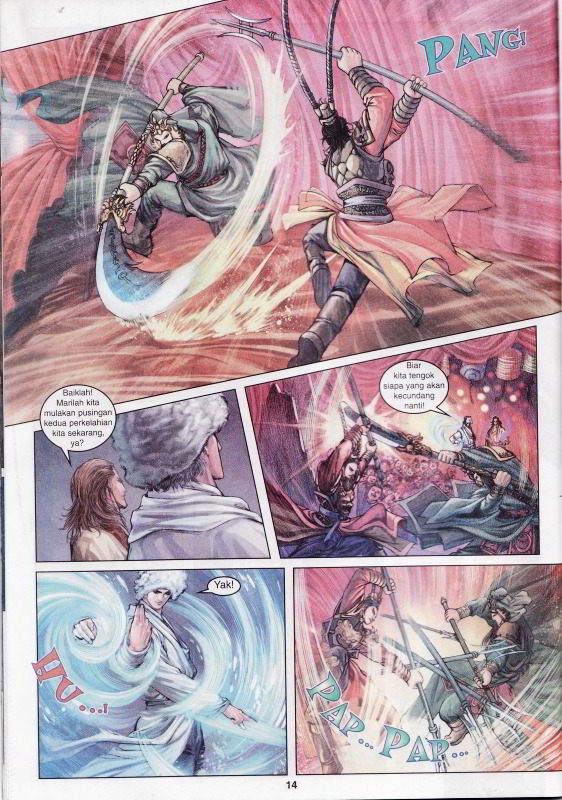 PANG!
Baiklah!
Marilah kita
mulakan pusingan
kedua perkelahian
kita sekarang,
ya?
Biar
kita tengok
siapa yang akan
kecundang
nanti!
Yak!
HU...!
PAP... PAP...
14